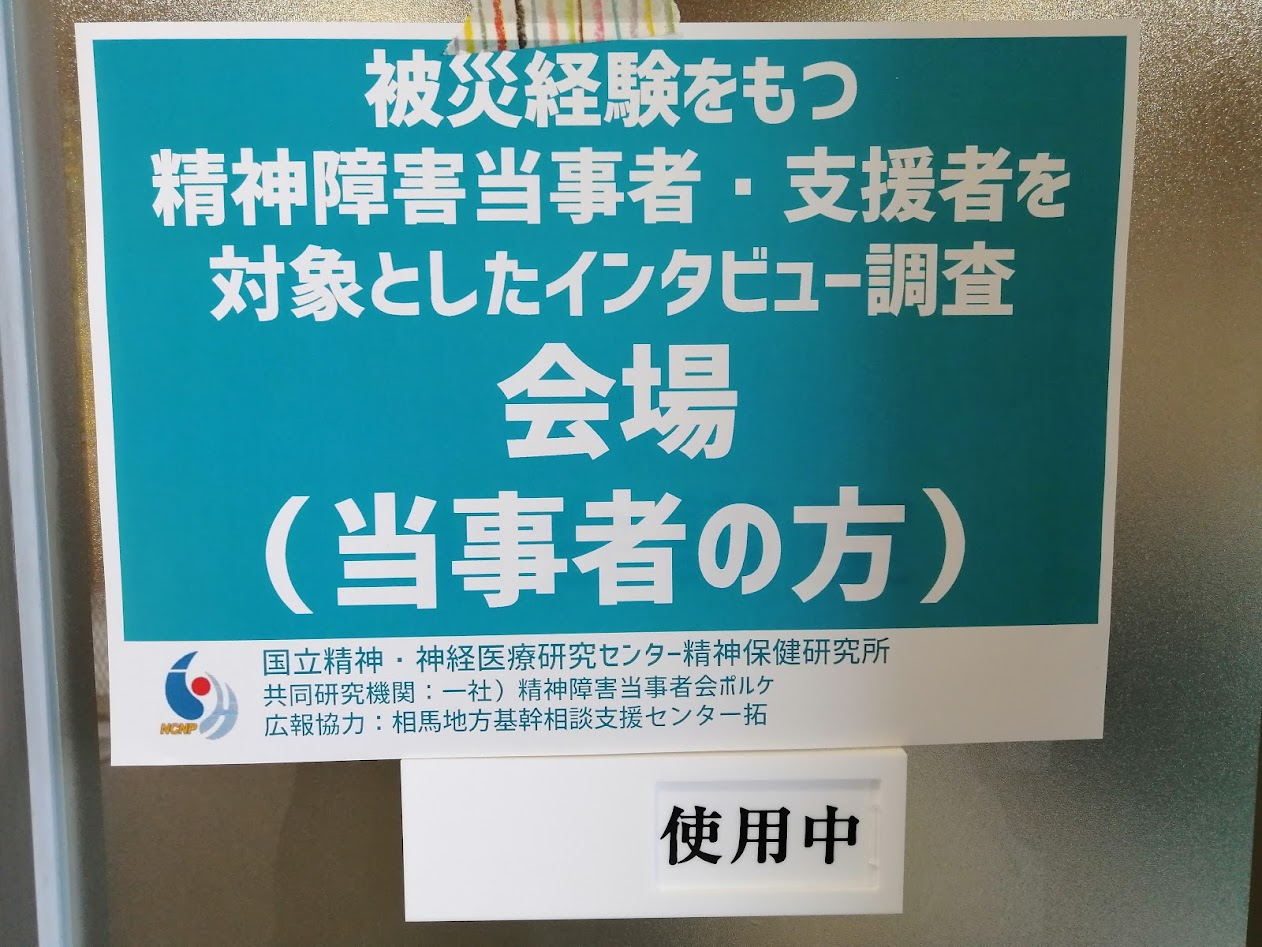 被災経験をもつ
精神障害当事者・支援者を
対象としたインタビュー調査
会場
（当事者の方）
NCNP
国立精神・神経医療研究センター精神保健研究所
共同研究機関：一社）精神障害当事者会ポルケ
広報協力：相馬地方基幹相談支援センター拓
使用中